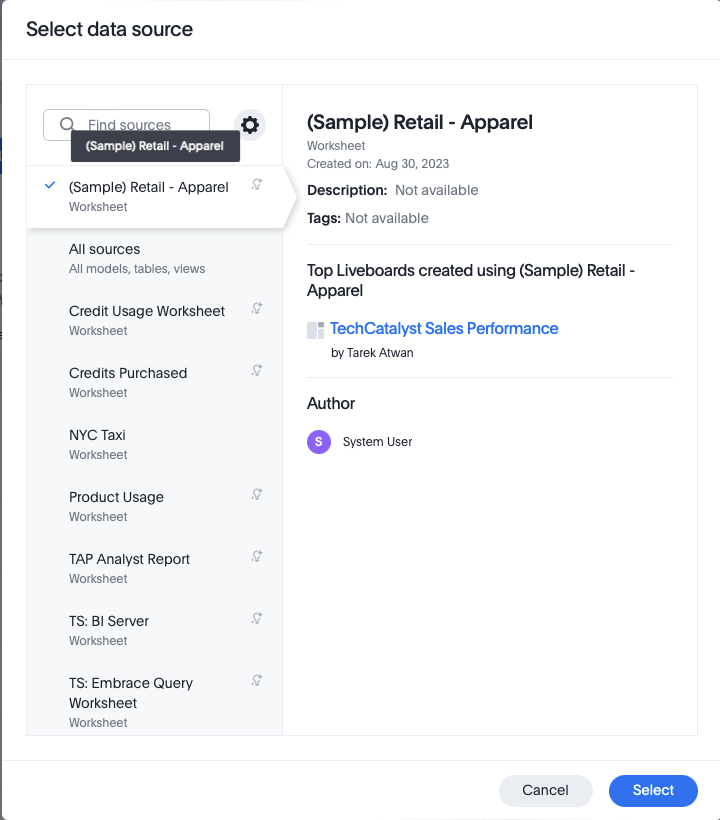 Select data source
Find sources
(Sample) Retail - Apparel
(Sample) Retail - Apparel
Worksheet
All sources
All models, tables, views
Credit Usage Worksheet
Worksheet
Credits Purchased
Worksheet
NYC Taxi
Worksheet
Product Usage
Worksheet
TAP Analyst Report
Worksheet
TS: BI Server
Worksheet
TS: Embrace Query
Worksheet
Worksheet
(Sample) Retail - Apparel
Worksheet
Created on: Aug 30, 2023
Description: Not available
Tags: Not available
Top Liveboards created using (Sample) Retail -
Apparel
TechCatalyst Sales Performance
by Tarek Atwan
Author
S System User
Cancel Select